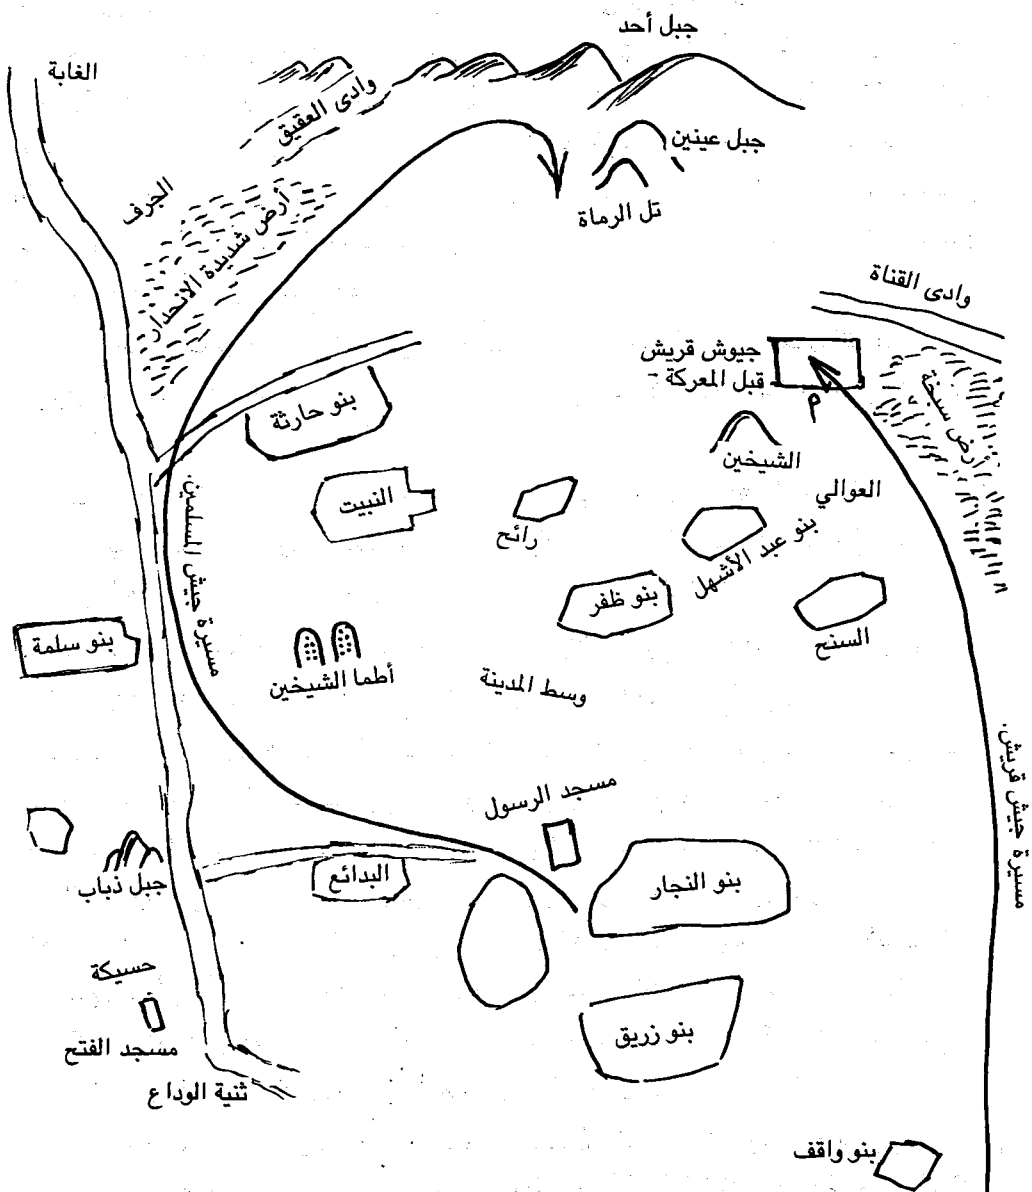 جبل أحد
الغابة
وادى العقيق
جبل عينين
الجرف
أرض شديدة الانحدار
تل الرماة
وادى القناة
جيوش قريش
قبل المعركة
م
أرض سبخة
بنو حارثة
الشيخين
العوالي
النبيت
رائح
بنو عبد الأشهل
مسيرة جيش المسلمين.
بنو ظفر
السنح
بنو سلمة
أطما الشيخين
وسط المدينة
مسيرة جيش قريش.
مسجد الرسول
البدائع
بنو النجار
جبل ذباب
حسيكة
مسجد الفتح
بنو زريق
ثنية الوداع
بنو واقف